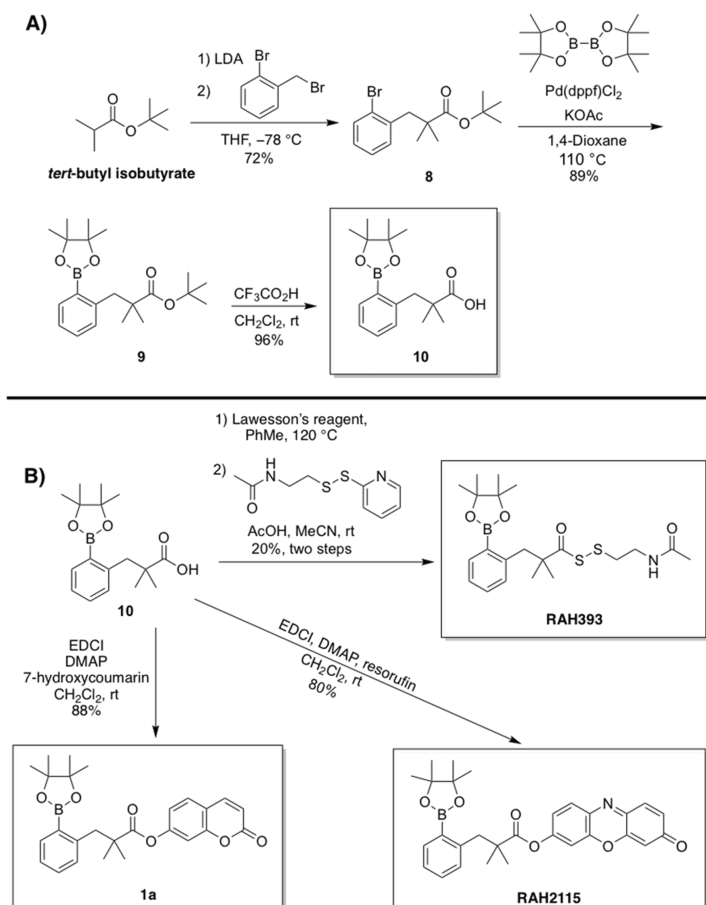 A)
1) LDA
2)
Br
Br
THF, –78 °C
72%
O
O
tert-butyl isobutyrate
Br
O
O
8
O
O
B B
O
O
Pd(dppf)Cl2
KOAc
1,4-Dioxane
110 °C
89%
O
O
B
O
O
9
CF3CO2H
CH2Cl2, rt
96%
O
O
B
O
OH
10
B)
1) Lawesson's reagent,
PhMe, 120 °C
2)
H
N
O
S
S
N
AcOH, MeCN, rt
20%, two steps
O
O
B
O
OH
10
O
O
B
O
S
S
N
H
O
RAH393
EDCI
DMAP
7-hydroxycoumarin
CH2Cl2, rt
88%
EDCI, DMAP, resorufin
CH2Cl2, rt
80%
O
O
B
O
O
O
O
1a
O
O
B
O
O
N
O
O
RAH2115